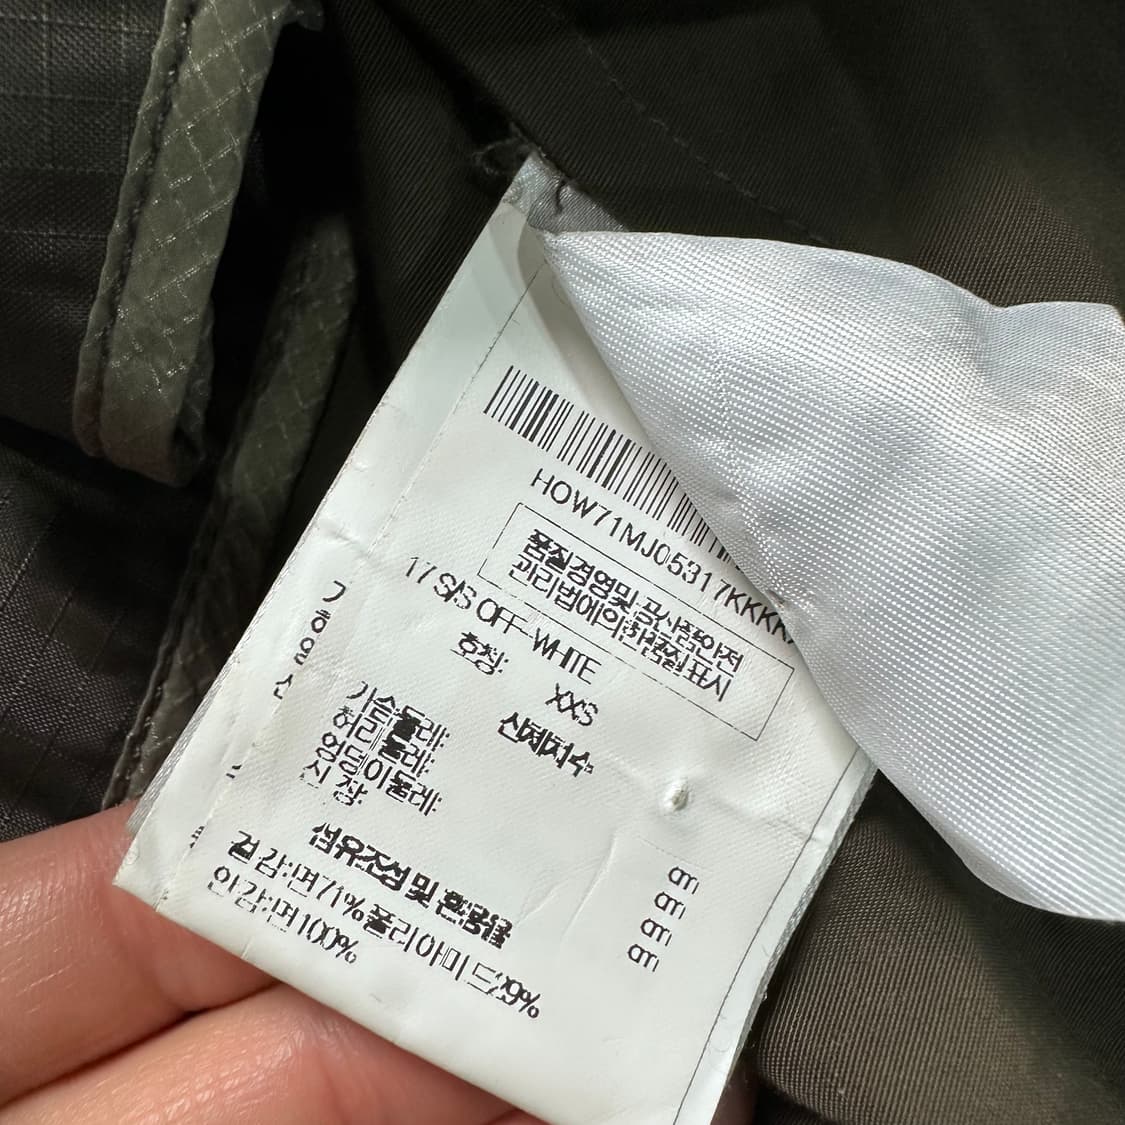 HOW71MJ05317KKKK
품질경영및 공산품안전
관리법에의한품질표시
17 S/S OFF-WHITE
호칭: XXS
신체치수
가슴둘레: cm
허리둘레: cm
엉덩이둘레: cm
시 장: cm
섬유조성 및 혼용율
겉감:면71%폴리아미드29%
안감:면100%